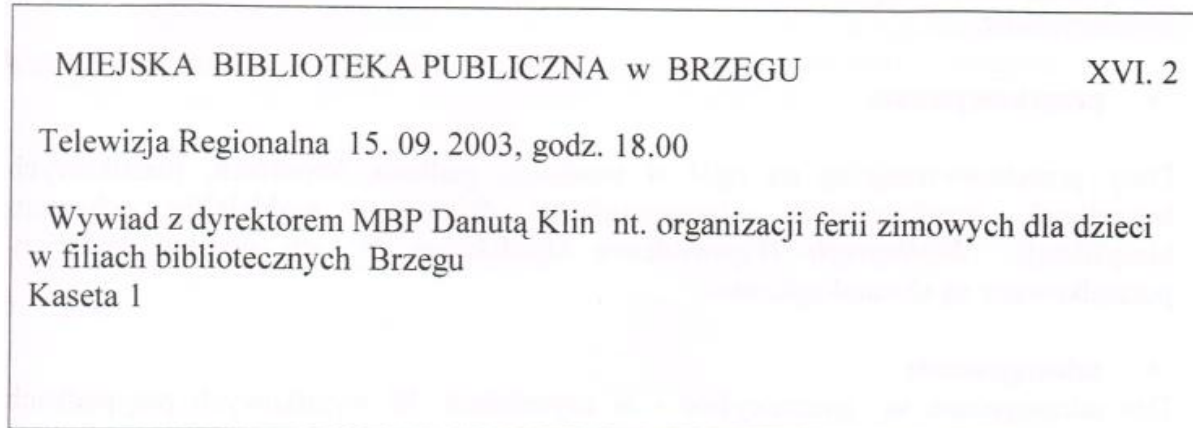 MIEJSKA BIBLIOTEKA PUBLICZNA w BRZEGU XVI. 2
Telewizja Regionalna 15. 09. 2003, godz. 18.00
Wywiad z dyrektorem MBP Danutą Klin nt. organizacji ferii zimowych dla dzieci
w filiach bibliotecznych Brzegu
Kaseta 1